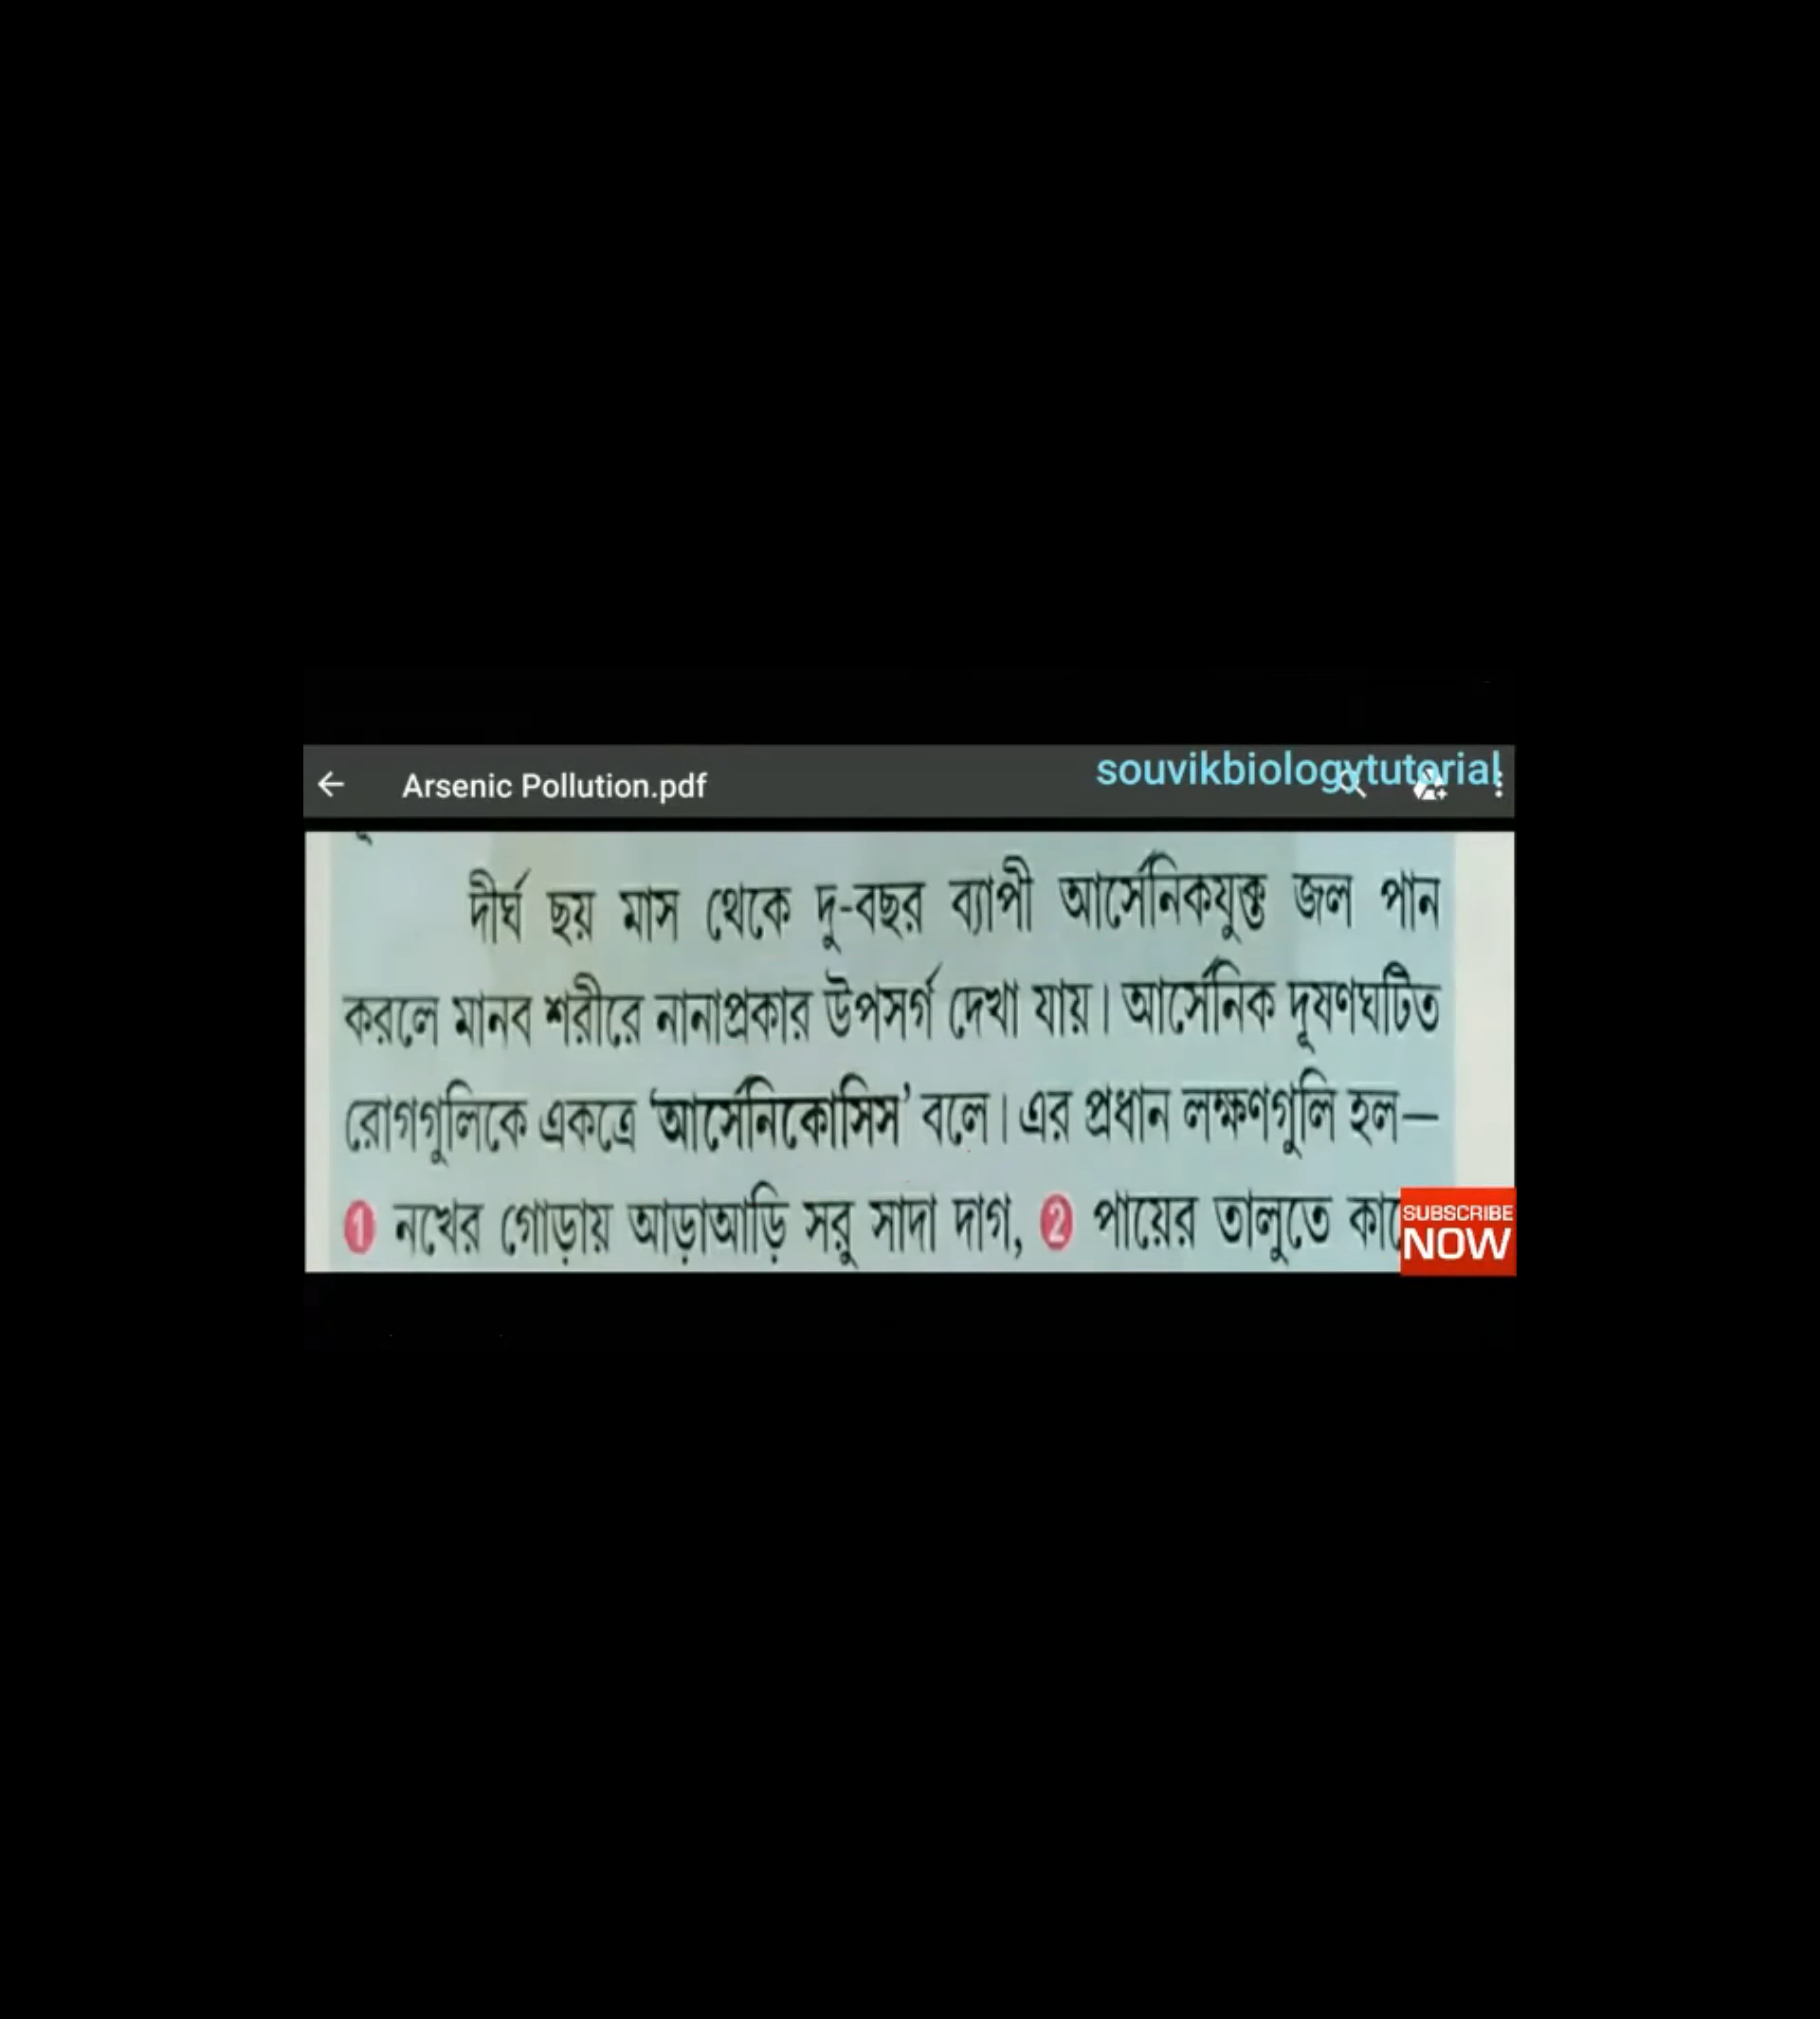 souvikbiologytutorial
Arsenic Pollution.pdf
দীর্ঘ ছয় মাস থেকে দু-বছর ব্যাপী আর্সেনিকযুক্ত জল পান
করলে মানব শরীরে নানাপ্রকার উপসর্গ দেখা যায়। আর্সেনিক দূষণঘটিত
রোগগুলিকে একত্রে ‘আর্সেনিকোসিস’ বলে। এর প্রধান লক্ষণগুলি হল—
1 নখের গোড়ায় আড়াআড়ি সরু সাদা দাগ, 2 পায়ের তালুতে
SUBSCRIBE
NOW